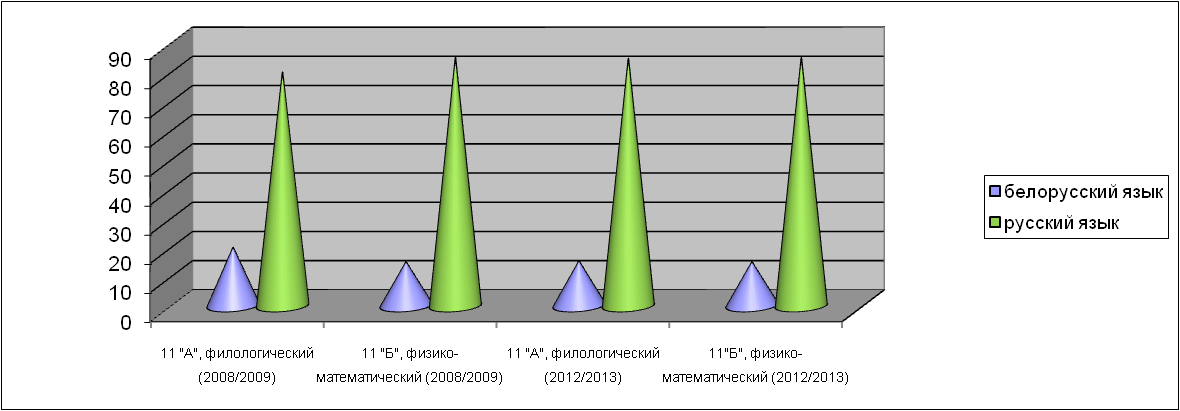 90
80
70
60
50
40
30
20
10
0
11 "А", филологический
(2008/2009)
11 "Б", физико-
математический (2008/2009)
11 "А", филологический
(2012/2013)
11"Б", физико-
математический (2012/2013)
белорусский язык
русский язык